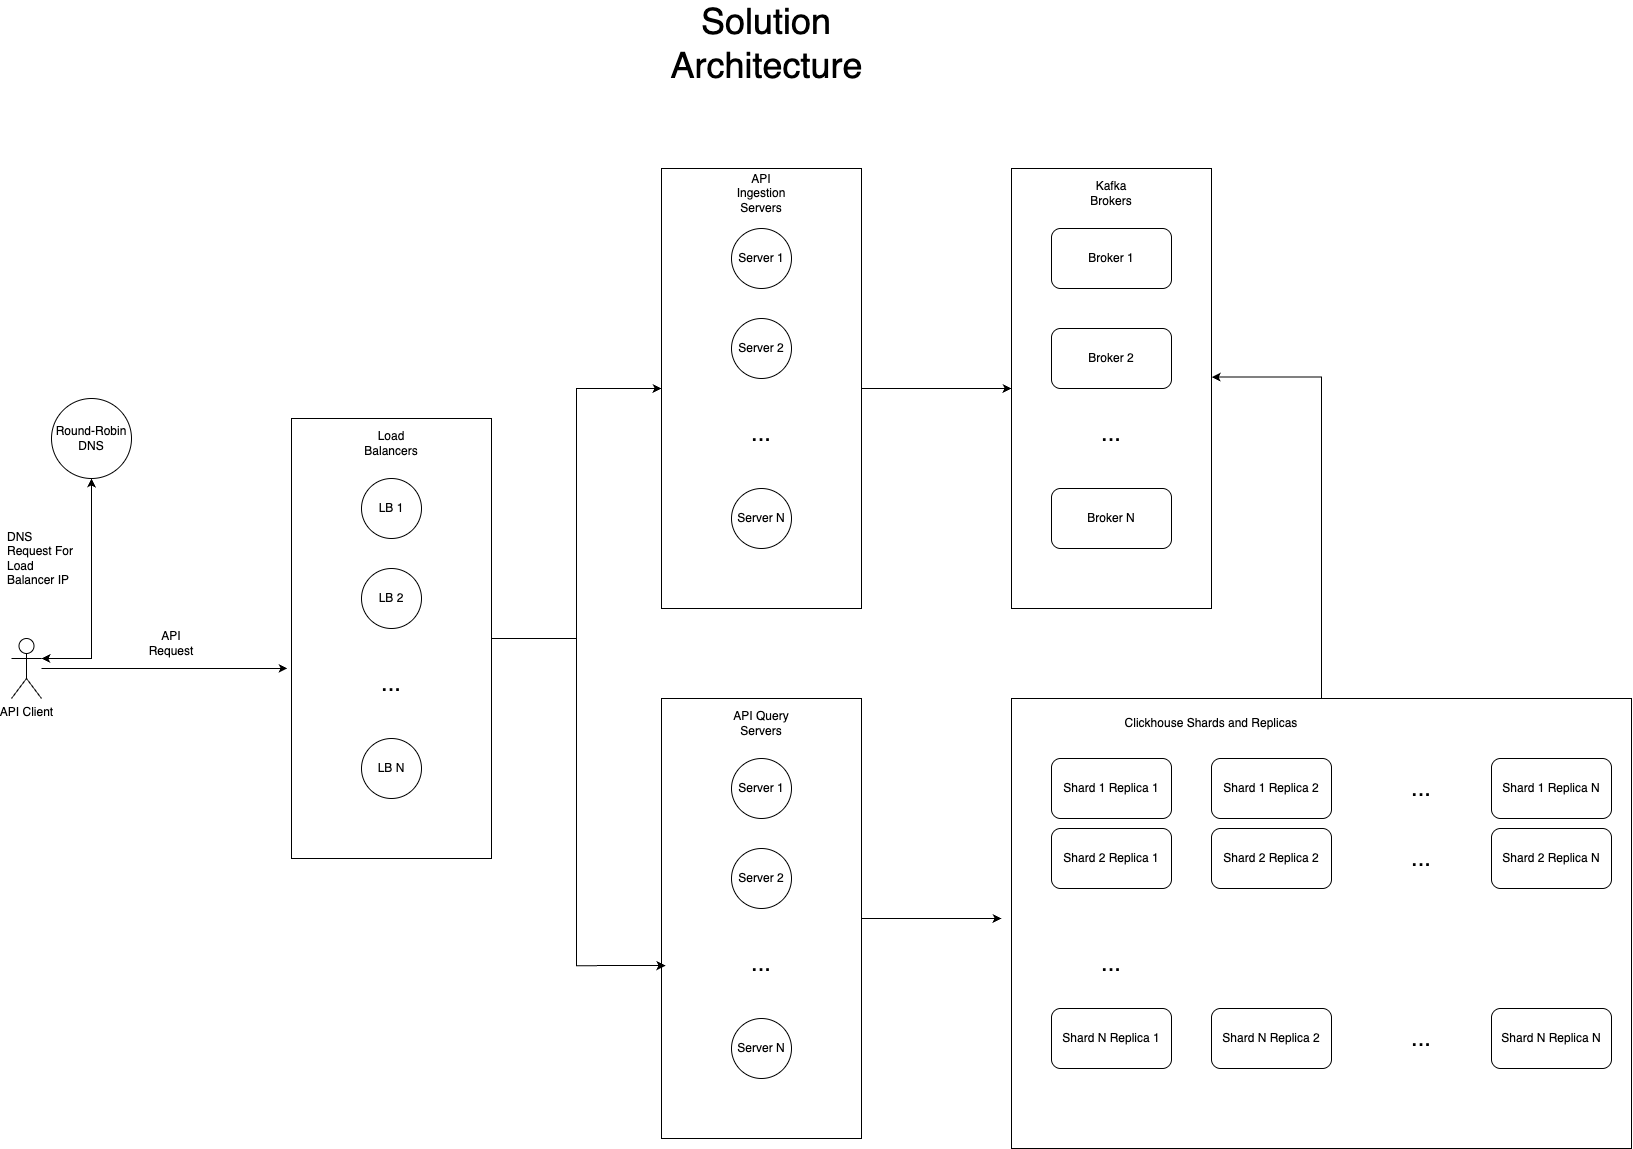 Solution
Architecture
API
Ingestion
Servers
Server 1
Server 2
...
Server N
Kafka
Brokers
Broker 1
Broker 2
...
Broker N
Round-Robin
DNS
DNS
Request For
Load
Balancer IP
API
Request
API Client
Load
Balancers
LB 1
LB 2
...
LB N
API Query
Servers
Server 1
Server 2
...
Server N
Clickhouse Shards and Replicas
Shard 1 Replica 1
Shard 1 Replica 2
...
Shard 1 Replica N
Shard 2 Replica 1
Shard 2 Replica 2
...
Shard 2 Replica N
...
Shard N Replica 1
Shard N Replica 2
...
Shard N Replica N